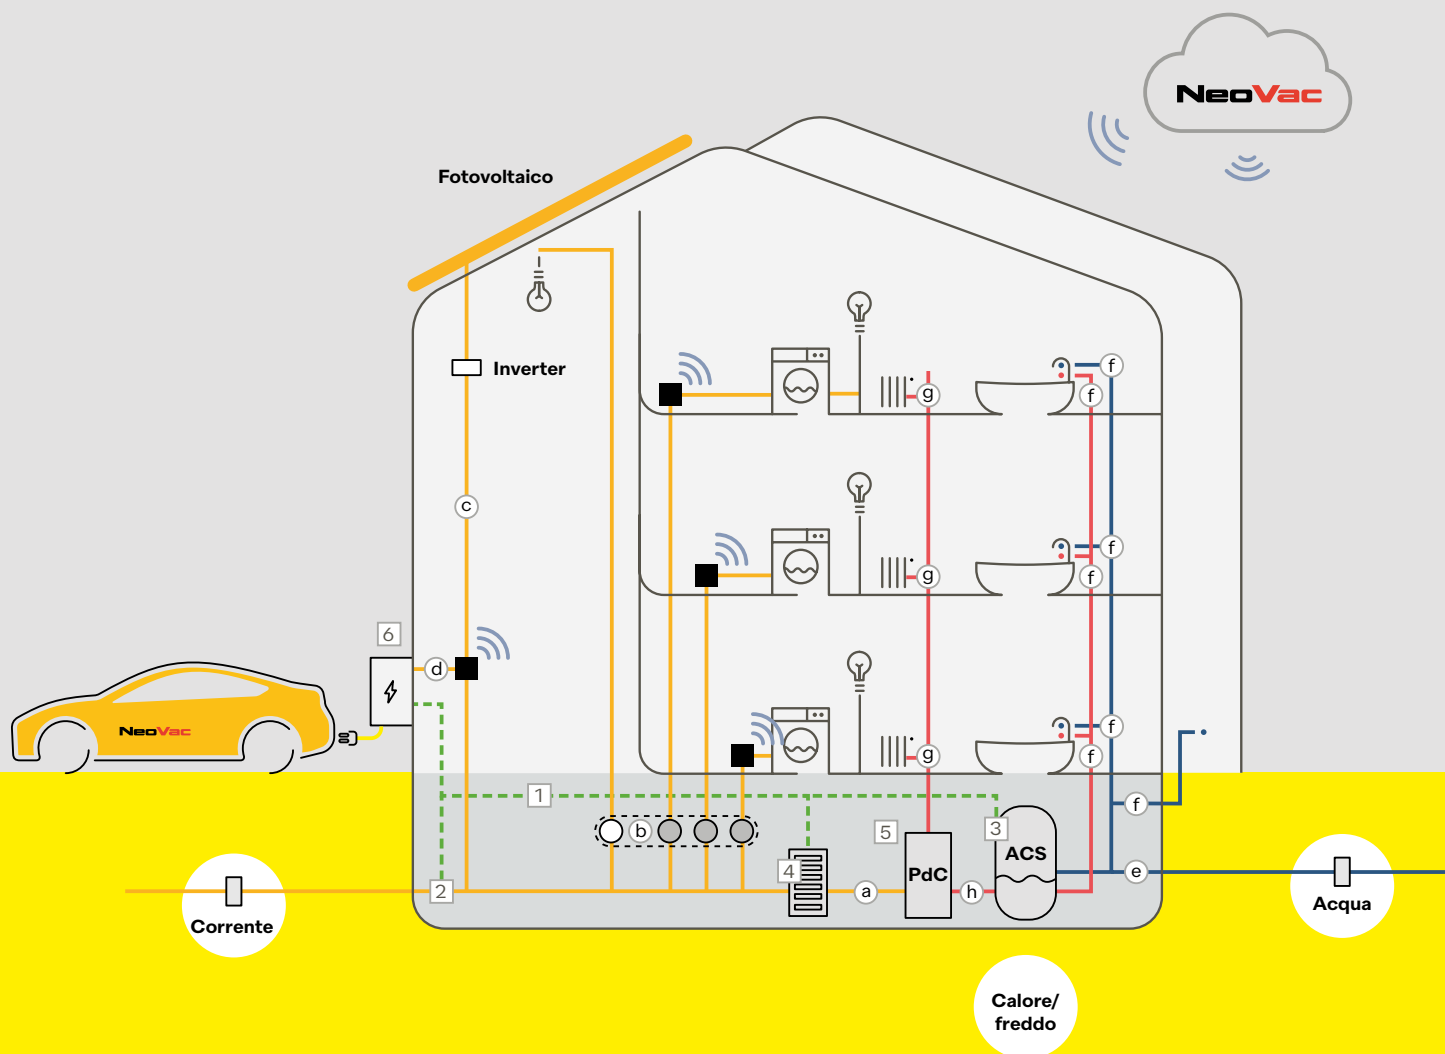 NeoVac
Fotovoltaico
Inverter
f
g
f
c
f
g
f
6
d
NeoVac
f
g
f
1
f
b
5
3
ACS
4
PdC
2
a
h
e
Corrente
Acqua
Calore/
freddo